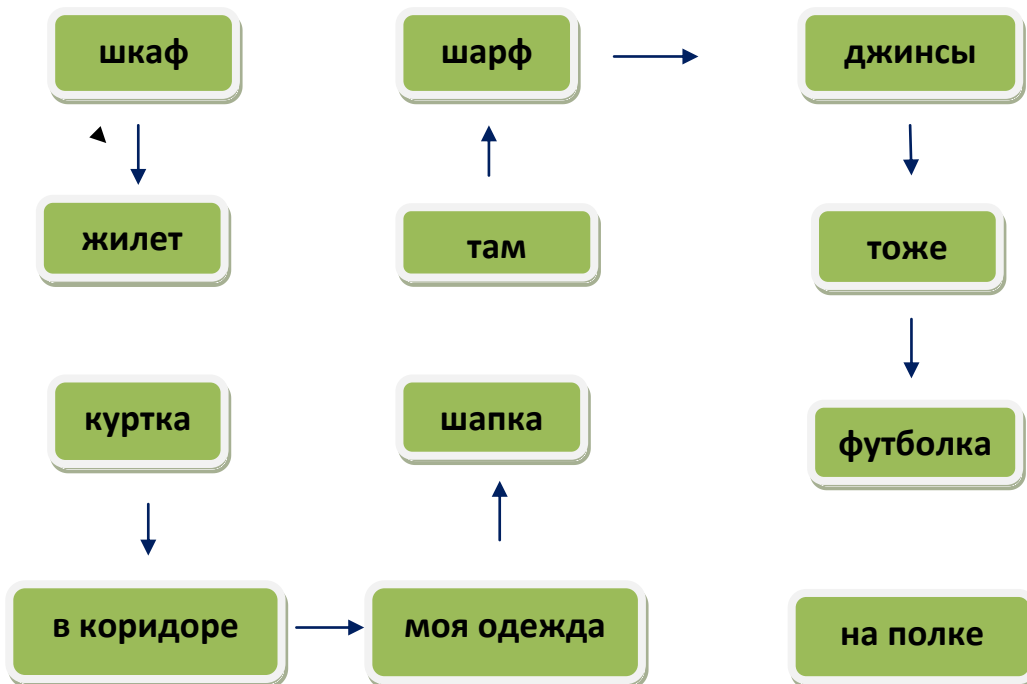 шкаф
шарф
джинсы
жилет
там
тоже
куртка
шапка
футболка
в коридоре
моя одежда
на полке